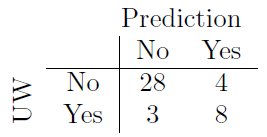 Prediction
No Yes
UW No 28 4
Yes 3 8